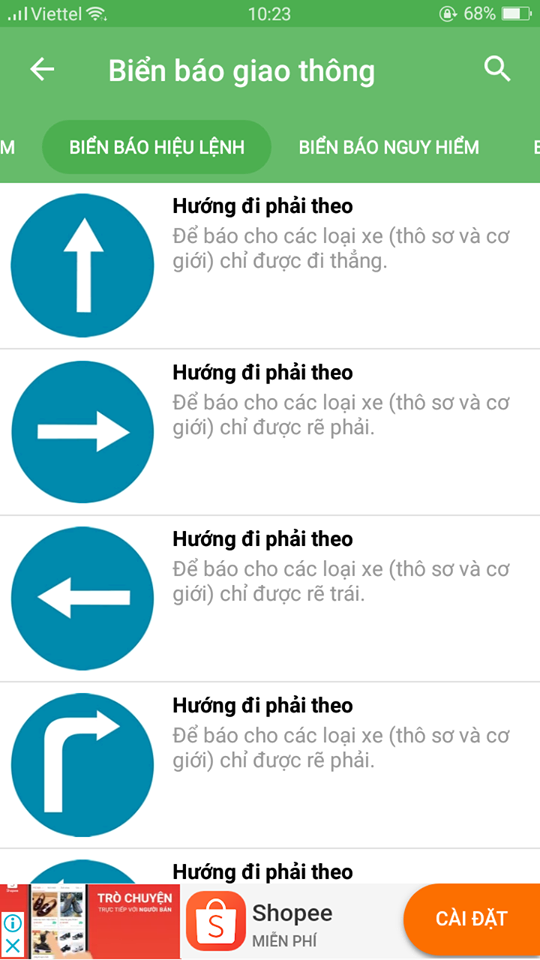 Viettel 10:23 68%
Biển báo giao thông
M BIỂN BÁO HIỆU LỆNH BIỂN BÁO NGUY HIỂM
Hướng đi phải theo
Để báo cho các loại xe (thô sơ và cơ
giới) chỉ được đi thẳng.
Hướng đi phải theo
Để báo cho các loại xe (thô sơ và cơ
giới) chỉ được rẽ phải.
Hướng đi phải theo
Để báo cho các loại xe (thô sơ và cơ
giới) chỉ được rẽ trái.
Hướng đi phải theo
Để báo cho các loại xe (thô sơ và cơ
giới) chỉ được rẽ phải.
Hướng đi phải theo
TRÒ CHUYỆN
TRỰC TIẾP VỚI NGƯỜI BÁN
Shopee
MIỄN PHÍ
CÀI ĐẶT